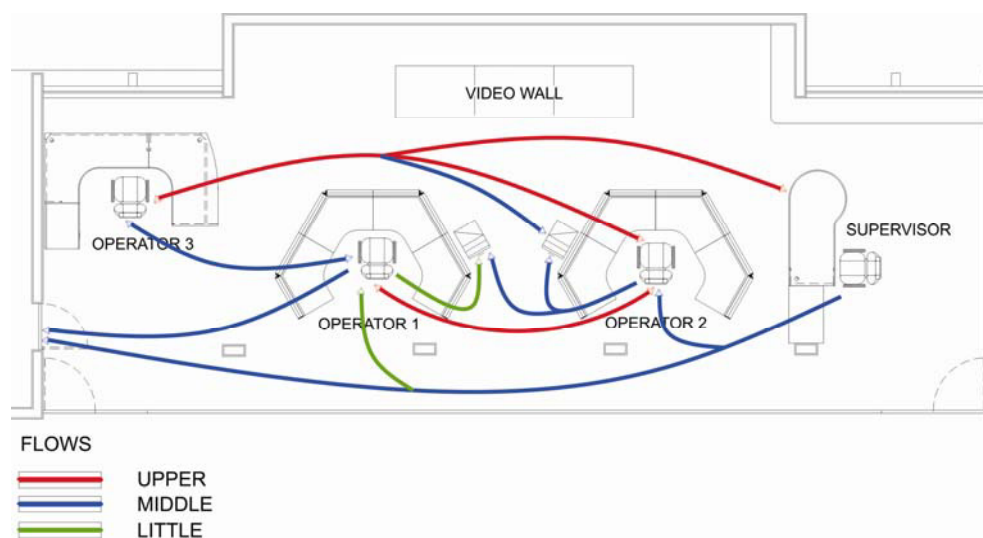 VIDEO WALL
OPERATOR 3
SUPERVISOR
OPERATOR 1
OPERATOR 2
FLOWS
UPPER
MIDDLE
LITTLE